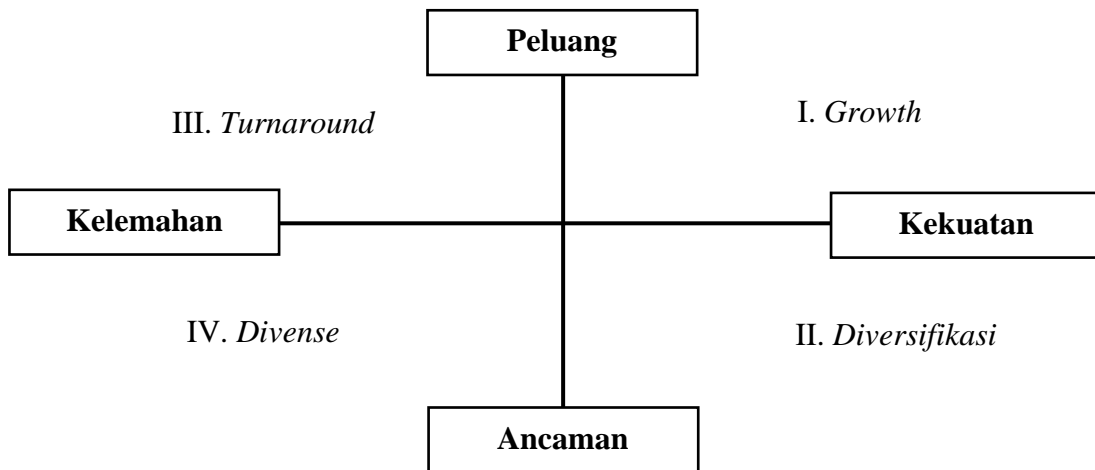 Peluang
III. Turnaround
I. Growth
Kelemahan
Kekuatan
IV. Divense
II. Diversifikasi
Ancaman